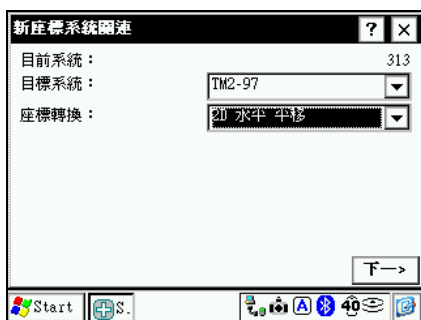 新座標系統關連 ? ×
目前系統： 313
目標系統： TM2-97
座標轉換： 2D 水平 平移
下一>
Start S. A 40